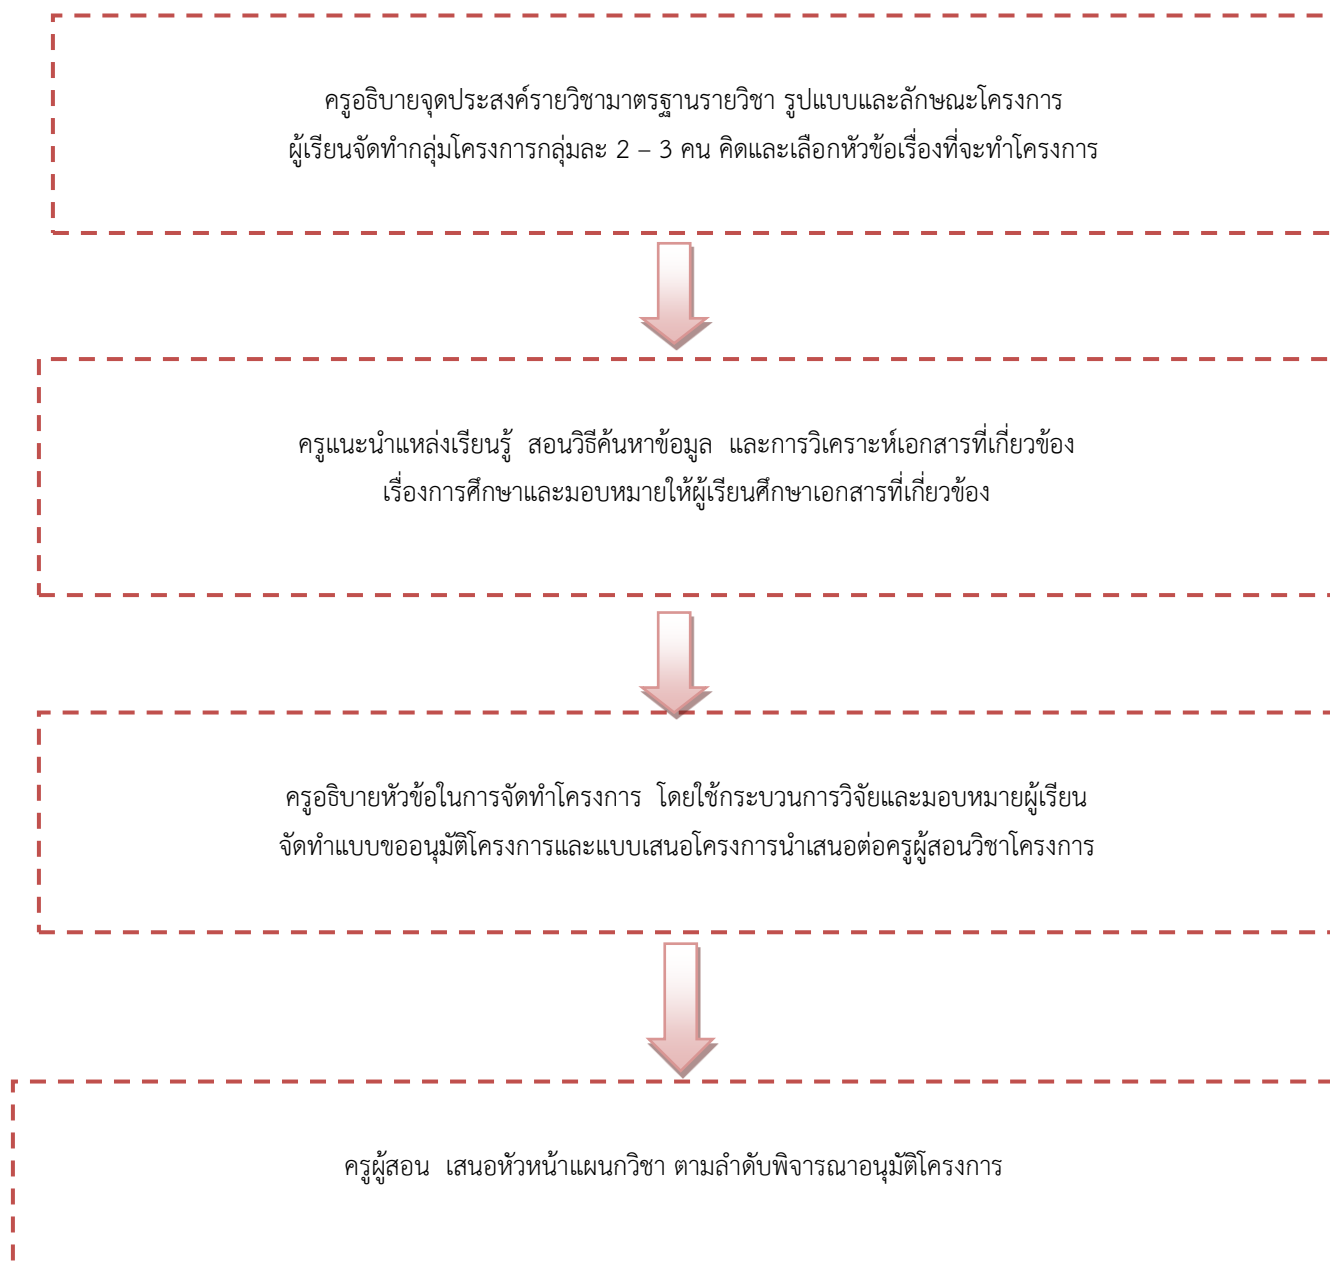 ครูอธิบายจุดประสงค์รายวิชามาตรฐานรายวิชา รูปแบบและลักษณะโครงการ
ผู้เรียนจัดทำกลุ่มโครงการกลุ่มละ 2 – 3 คน คิดและเลือกหัวข้อเรื่องที่จะทำโครงการ
ครูแนะนำแหล่งเรียนรู้ สอนวิธีค้นหาข้อมูล และการวิเคราะห์เอกสารที่เกี่ยวข้อง
เรื่องการศึกษาและมอบหมายให้ผู้เรียนศึกษาเอกสารที่เกี่ยวข้อง
ครูอธิบายหัวข้อในการจัดทำโครงการ โดยใช้กระบวนการวิจัยและมอบหมายผู้เรียน
จัดทำแบบขออนุมัติโครงการและแบบเสนอโครงการนำเสนอต่อครูผู้สอนวิชาโครงการ
ครูผู้สอน เสนอหัวหน้าแผนกวิชา ตามลำดับพิจารณาอนุมัติโครงการ